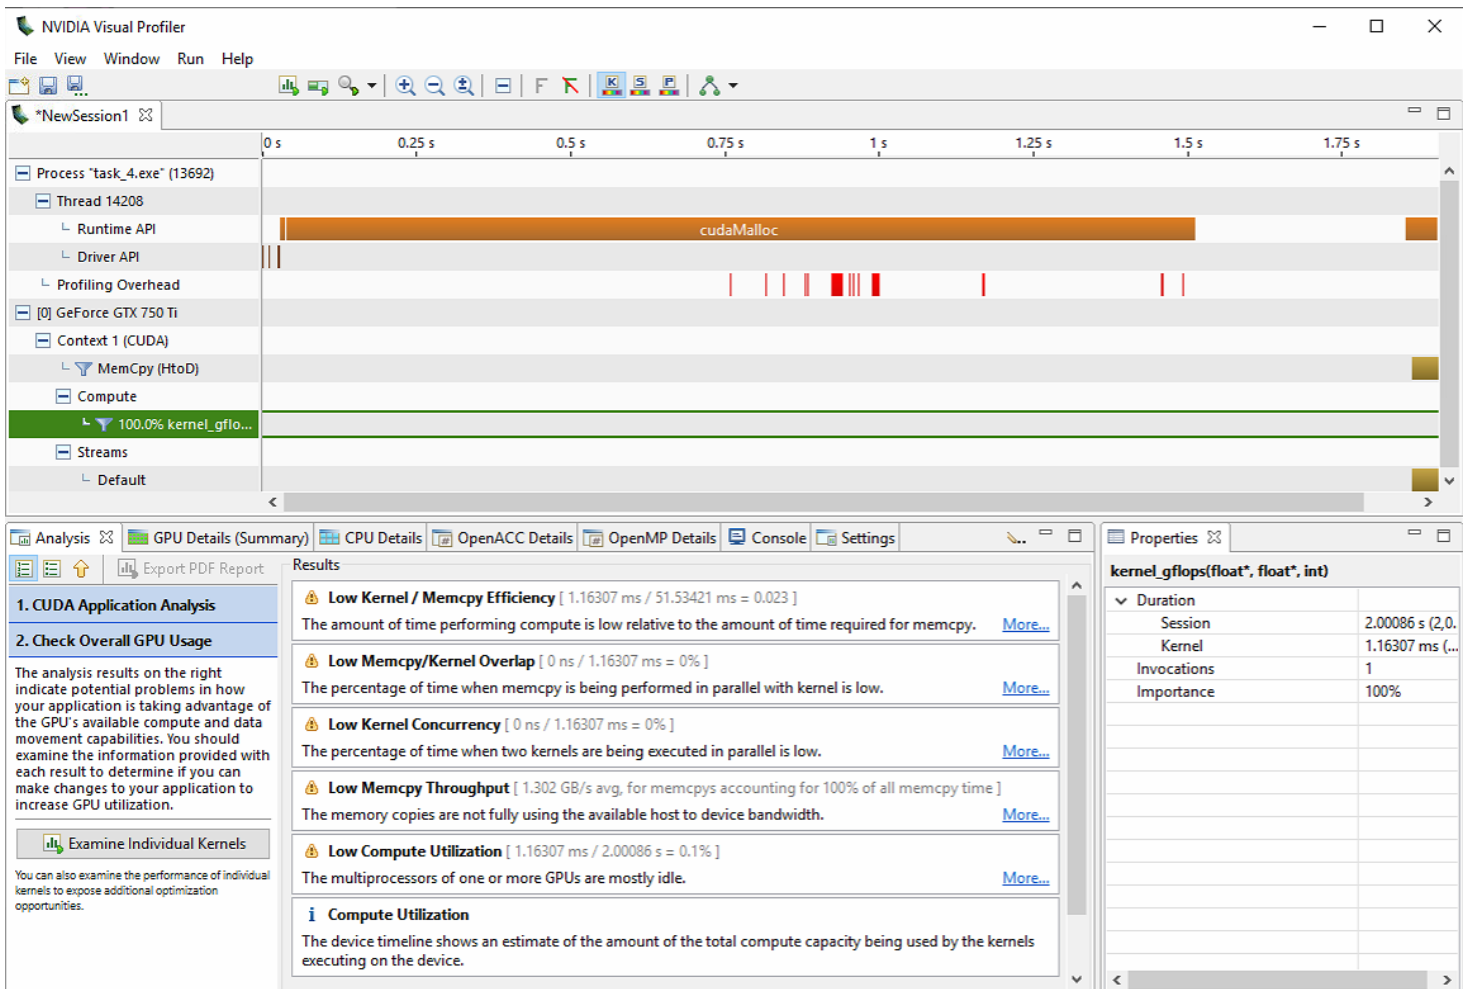 NVIDIA Visual Profiler
File View Window Run Help
K S P
*NewSession1
0 s 0.25 s 0.5 s 0.75 s 1 s 1.25 s 1.5 s 1.75 s
Process "task_4.exe" (13692)
Thread 14208
Runtime API
cudaMalloc
Driver API
Profiling Overhead
[0] GeForce GTX 750 Ti
Context 1 (CUDA)
MemCpy (HtoD)
Compute
100.0% kernel_gflo...
Streams
Default
Analysis GPU Details (Summary) CPU Details OpenACC Details OpenMP Details Console Settings
Export PDF Report
1. CUDA Application Analysis
2. Check Overall GPU Usage
The analysis results on the right
indicate potential problems in how
your application is taking advantage of
the GPU's available compute and data
movement capabilities. You should
examine the information provided with
each result to determine if you can
make changes to your application to
increase GPU utilization.
Examine Individual Kernels
You can also examine the performance of individual
kernels to expose additional optimization
opportunities.
Results
Low Kernel / Memcpy Efficiency [ 1.16307 ms / 51.53421 ms = 0.023 ]
The amount of time performing compute is low relative to the amount of time required for memcpy. More...
Low Memcpy/Kernel Overlap [ 0 ns / 1.16307 ms = 0% ]
The percentage of time when memcpy is being performed in parallel with kernel is low. More...
Low Kernel Concurrency [ 0 ns / 1.16307 ms = 0% ]
The percentage of time when two kernels are being executed in parallel is low. More...
Low Memcpy Throughput [ 1.302 GB/s avg, for memcpys accounting for 100% of all memcpy time ]
The memory copies are not fully using the available host to device bandwidth. More...
Low Compute Utilization [ 1.16307 ms / 2.00086 s = 0.1% ]
The multiprocessors of one or more GPUs are mostly idle. More...
Compute Utilization
The device timeline shows an estimate of the amount of the total compute capacity being used by the kernels
executing on the device.
Properties
kernel_gflops(float*, float*, int)
Duration
Session 2.00086 s (2,0.
Kernel 1.16307 ms (...
Invocations 1
Importance 100%